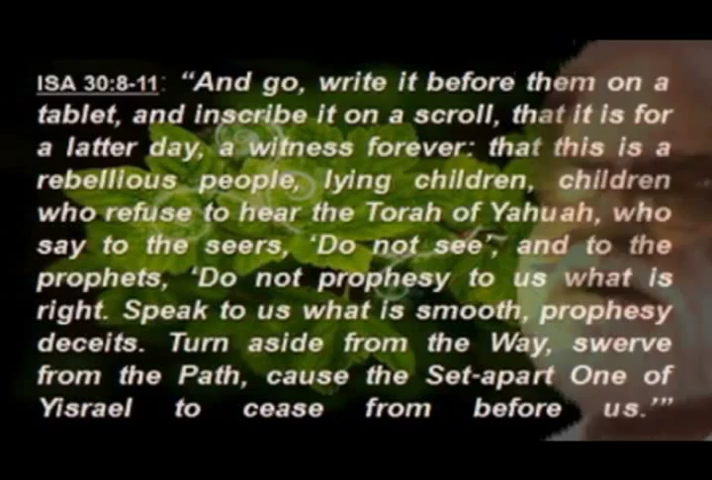 ISA 30:8-11: “And go, write it before them on a
tablet, and inscribe it on a scroll, that it is for
a latter day, a witness forever: that this is a
rebellious people, lying children, children
who refuse to hear the Torah of Yahuah, who
say to the seers, ‘Do not see’, and to the
prophets, ‘Do not prophesy to us what is
right. Speak to us what is smooth, prophesy
deceits. Turn aside from the Way, swerve
from the Path, cause the Set-apart One of
Yisrael to cease from before us.’”